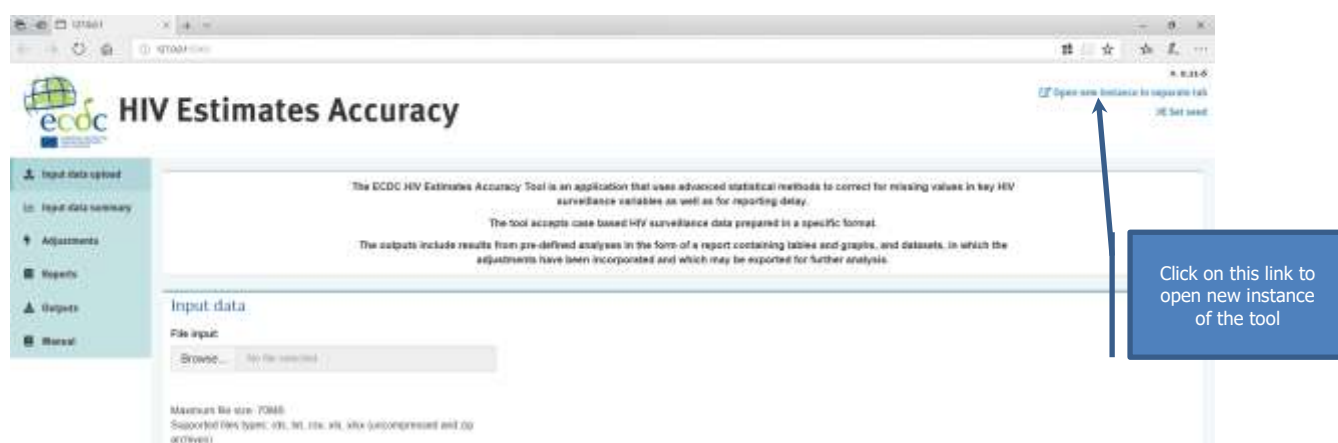 127.0.0.1
v. 0.11.6
Open new instance in separate tab
Set seed
ecdc
HIV Estimates Accuracy
Input data upload
Input data summary
Adjustments
Reports
Outputs
Manual
The ECDC HIV Estimates Accuracy Tool is an application that uses advanced statistical methods to correct for missing values in key HIV
surveillance variables as well as for reporting delay.
The tool accepts case based HIV surveillance data prepared in a specific format.
The outputs include results from pre-defined analyses in the form of a report containing tables and graphs, and datasets, in which the
adjustments have been incorporated and which may be exported for further analysis.
Click on this link to
open new instance
of the tool
Input data
File input:
Browse...
No file selected
Maximum file size: 70MB
Supported files types: rds, txt, csv, xls, xlsx (uncompressed and zip
archives)